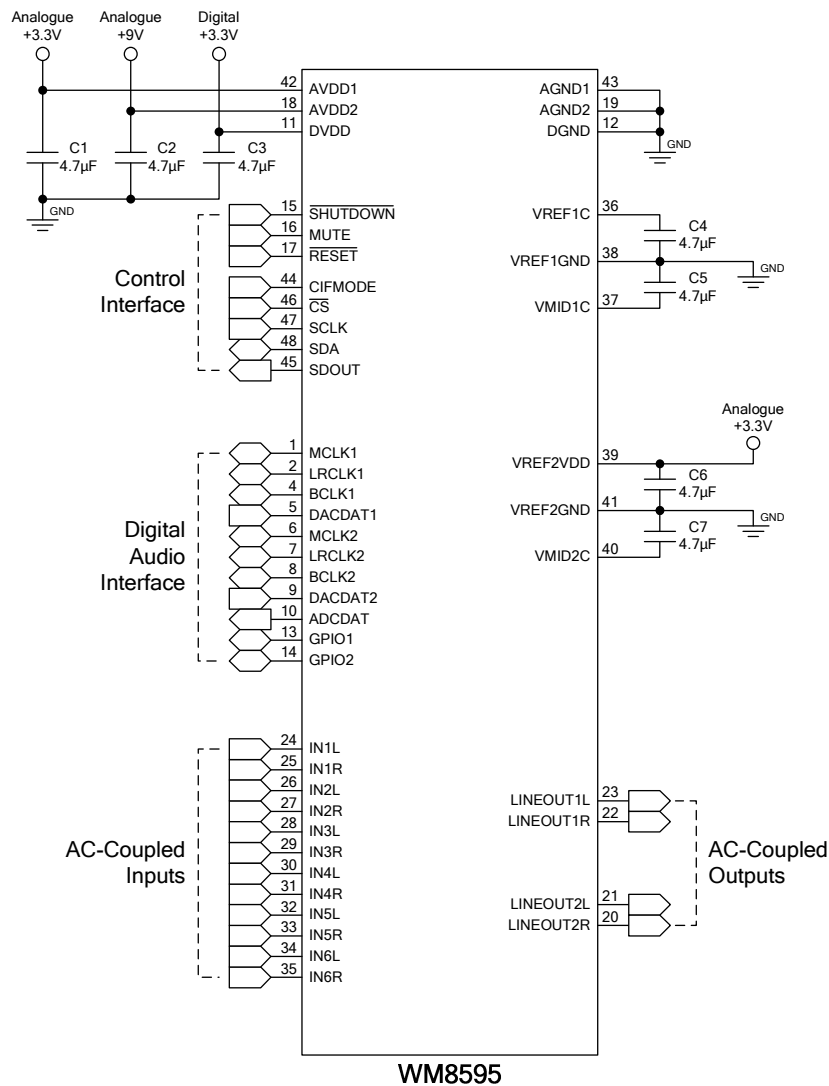 Analogue +3.3V
Analogue +9V
Digital +3.3V
42 AVDD1
18 AVDD2
11 DVDD
AGND1 43
AGND2 19
DGND 12
GND
C1 4.7µF
C2 4.7µF
C3 4.7µF
GND
Control Interface
15 SHUTDOWN
16 MUTE
17 RESET
44 CIFMODE
46 CS
47 SCLK
48 SDA
45 SDOUT
VREF1C 36
C4 4.7µF
VREF1GND 38
GND
C5 4.7µF
VMID1C 37
Analogue +3.3V
VREF2VDD 39
C6 4.7µF
VREF2GND 41
GND
C7 4.7µF
VMID2C 40
Digital Audio Interface
1 MCLK1
2 LRCLK1
4 BCLK1
5 DACDAT1
6 MCLK2
7 LRCLK2
8 BCLK2
9 DACDAT2
10 ADCDAT
13 GPIO1
14 GPIO2
AC-Coupled Inputs
24 IN1L
25 IN1R
26 IN2L
27 IN2R
28 IN3L
29 IN3R
30 IN4L
31 IN4R
32 IN5L
33 IN5R
34 IN6L
35 IN6R
LINEOUT1L 23
LINEOUT1R 22
LINEOUT2L 21
LINEOUT2R 20
AC-Coupled Outputs
WM8595